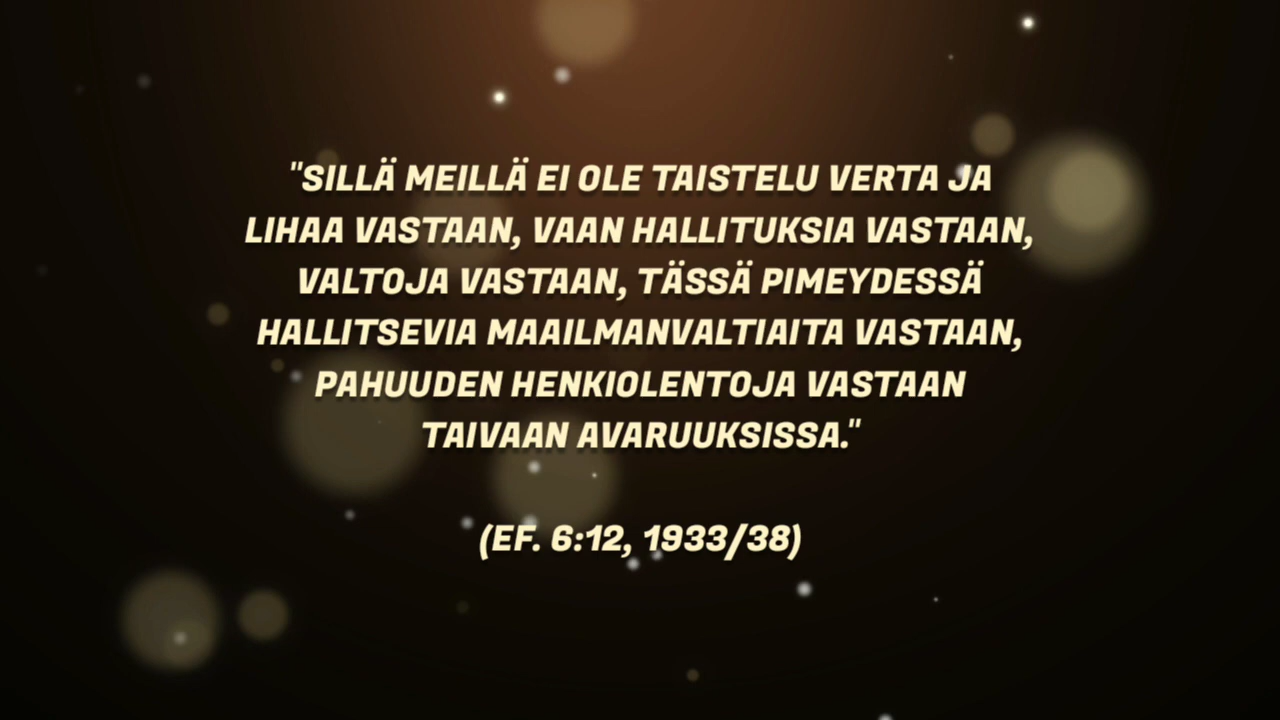 "SILLÄ MEILLÄ EI OLE TAISTELU VERTA JA
LIHAA VASTAAN, VAAN HALLITUKSIA VASTAAN,
VALTOJA VASTAAN, TÄSSÄ PIMEYDESSÄ
HALLITSEVIA MAAILMANVALTIAITA VASTAAN,
PAHUUDEN HENKIOLENTOJA VASTAAN
TAIVAAN AVARUUKSISSA."
(EF. 6:12, 1933/38)